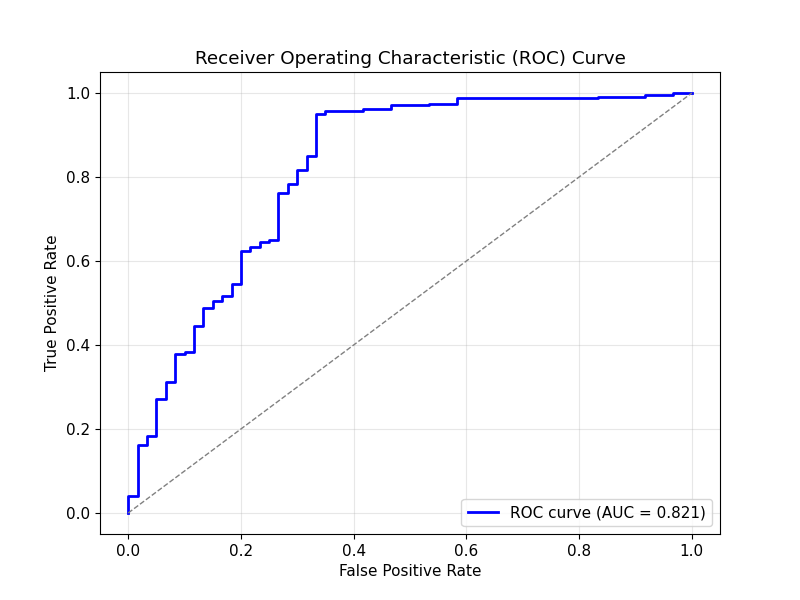 Receiver Operating Characteristic (ROC) Curve
True Positive Rate
1.0
0.8
0.6
0.4
0.2
0.0
ROC curve (AUC = 0.821)
0.0 0.2 0.4 0.6 0.8 1.0
False Positive Rate